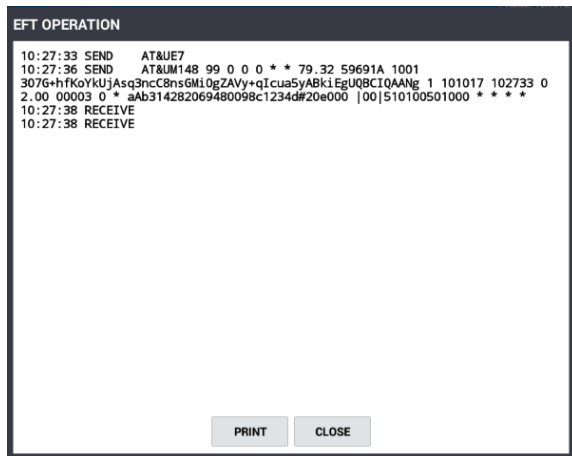 EFT OPERATION
10:27:33 SEND AT&UE7
10:27:36 SEND AT&UM148 99 0 0 0 * * 79.32 59691A 1001
307G+hfKoYkUjAsq3ncC8nsGMi0gZAVy+qIcua5yABkiEgUQBCIQAANg 1 101017 102733 0
2.00 00003 0 * aAb314282069480098c1234d#20e000 |00|510100501000 * * * *
10:27:38 RECEIVE
10:27:38 RECEIVE
PRINT CLOSE